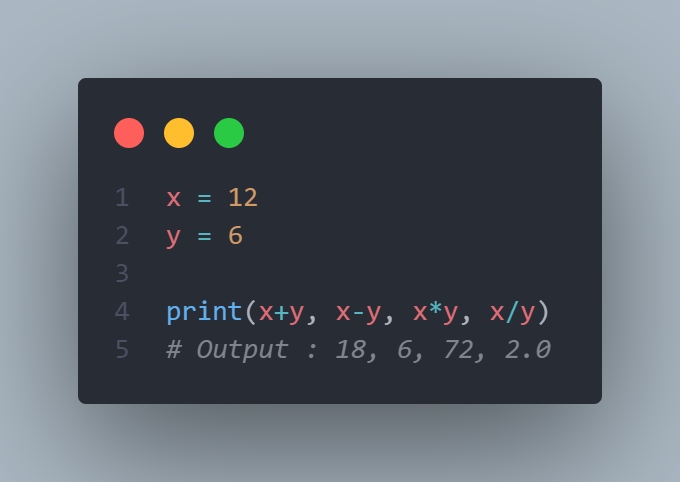 1 x = 12
2 y = 6
3
4 print(x+y, x-y, x*y, x/y)
5 # Output : 18, 6, 72, 2.0